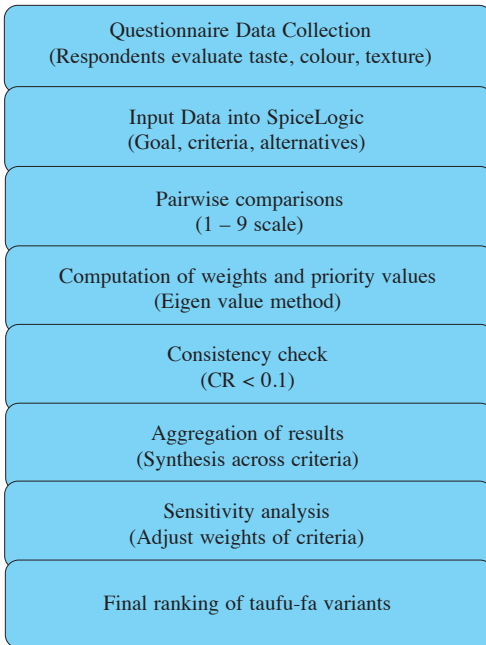 Questionnaire Data Collection
(Respondents evaluate taste, colour, texture)
Input Data into SpiceLogic
(Goal, criteria, alternatives)
Pairwise comparisons
(1 – 9 scale)
Computation of weights and priority values
(Eigen value method)
Consistency check
(CR < 0.1)
Aggregation of results
(Synthesis across criteria)
Sensitivity analysis
(Adjust weights of criteria)
Final ranking of taufu-fa variants